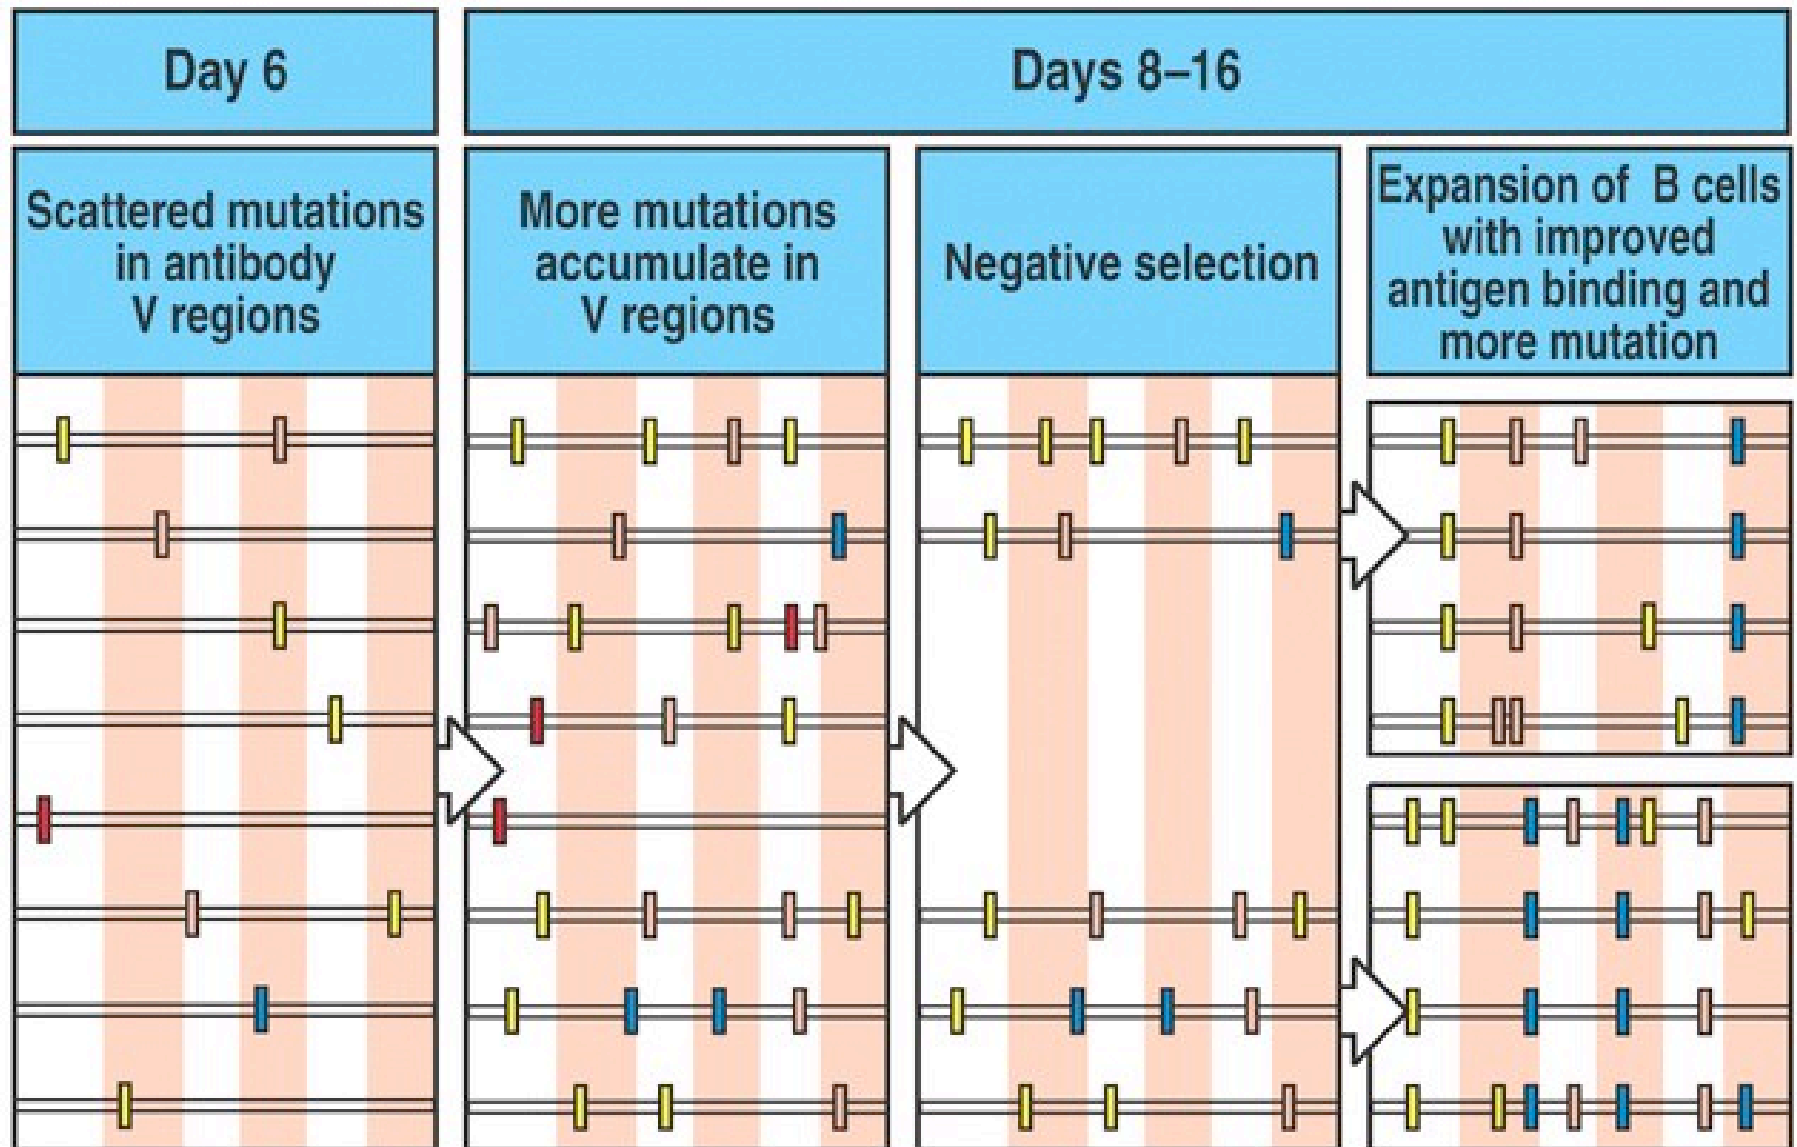 Day 6
Days 8–16
Scattered mutations
in antibody
V regions
More mutations
accumulate in
V regions
Negative selection
Expansion of B cells
with improved
antigen binding and
more mutation